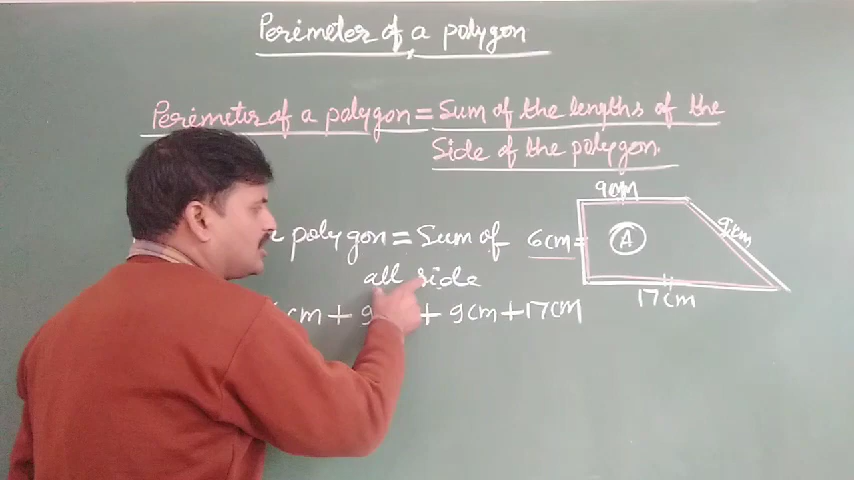 Perimeter of a polygon
Perimeter of a polygon = Sum of the lengths of the
Side of the polygon.
polygon = Sum of
all side
cm + 9 + 9cm + 17cm
9cm
6cm =
A
9cm
17cm